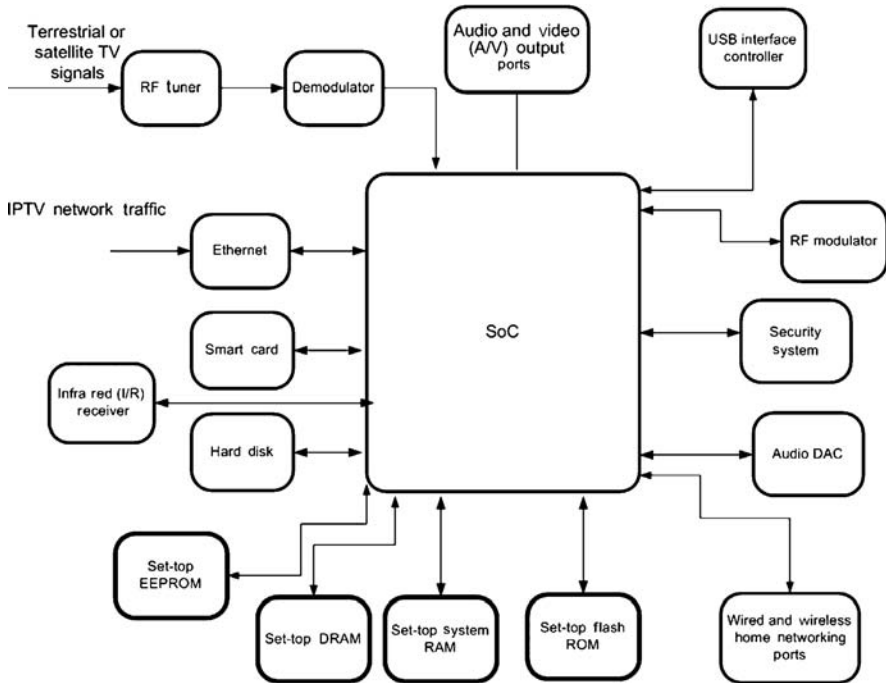 Terrestrial or
satellite TV
signals
RF tuner
Demodulator
Audio and video
(A/V) output
ports
USB interface
controller
IPTV network traffic
Ethernet
RF modulator
Smart card
SoC
Security
system
Infra red (I/R)
receiver
Hard disk
Audio DAC
Set-top
EEPROM
Set-top DRAM
Set-top system
RAM
Set-top flash
ROM
Wired and wireless
home networking
ports